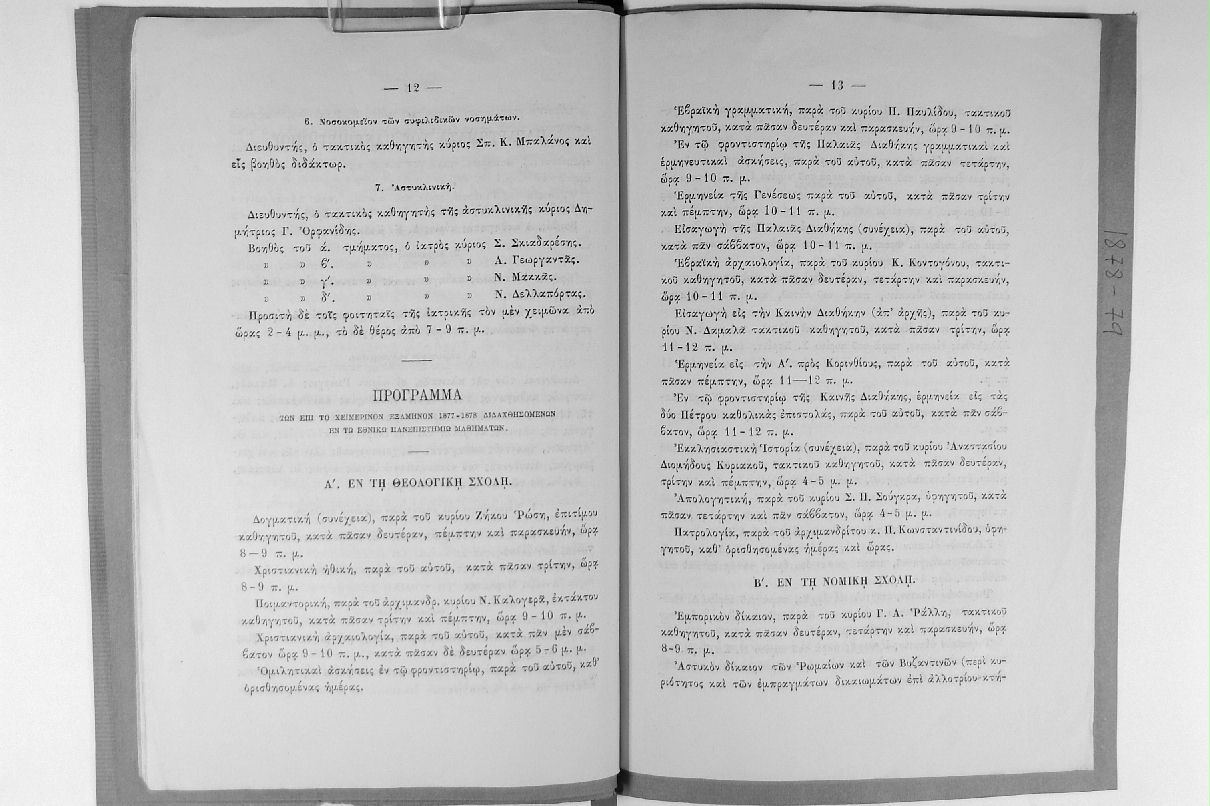 — 12 —
6. Νοσοκομεῖον τῶν συφιλιδικῶν νοσημάτων.
Διευθυντής, ὁ τακτικὸς καθηγητὴς κύριος Σπ. Κ. Μπαλάνος καὶ
εἷς βοηθὸς διδάκτωρ.
7. Ἀστυκλινική.
Διευθυντής, ὁ τακτικὸς καθηγητὴς τῆς ἀστυκλινικῆς κύριος Δη-
μήτριος Γ. Ὀρφανίδης.
Βοηθὸς τοῦ ά. τμήματος, ὁ ἰατρὸς κύριος Σ. Σκιαδαρέσης.
» » ϐ'. » » » Α. Γεωργαντᾶς.
» » γ'. » » » Ν. Μακκᾶς.
» » δ'. » » » Ν. Δελλαπόρτας.
Προσιτὴ δὲ τοῖς φοιτηταῖς τῆς ἰατρικῆς τὸν μὲν χειμῶνα ἀπὸ
ὥρας 2-4 μ. μ., τὸ δὲ θέρος ἀπὸ 7-9 π. μ.
ΠΡΟΓΡΑΜΜΑ
ΤΩΝ ΕΠΙ ΤΟ ΧΕΙΜΕΡΙΝΟΝ ΕΞΑΜΗΝΟΝ 1877-1878 ΔΙΔΑΧΘΗΣΟΜΕΝΩΝ
ΕΝ ΤΩ ΕΘΝΙΚΩ ΠΑΝΕΠΙΣΤΗΜΙΩ ΜΑΘΗΜΑΤΩΝ.
Α'. ΕΝ ΤΗ ΘΕΟΛΟΓΙΚΗ ΣΧΟΛΗ.
Δογματικὴ (συνέχεια), παρὰ τοῦ κυρίου Ζήκου Ῥώση, ἐπιτίμου
καθηγητοῦ, κατὰ πᾶσαν δευτέραν, πέμπτην καὶ παρασκευήν, ὥρᾳ
8—9 π. μ.
Χριστιανικὴ ἠθική, παρὰ τοῦ αὐτοῦ, κατὰ πᾶσαν τρίτην, ὥρᾳ
8-9 π. μ.
Ποιμαντορική, παρὰ τοῦ ἀρχιμανδρ. κυρίου Ν. Καλογερᾶ, ἐκτάκτου
καθηγητοῦ, κατὰ πᾶσαν τρίτην καὶ πέμπτην, ὥρᾳ 9-10 π. μ.
Χριστιανικὴ ἀρχαιολογία, παρὰ τοῦ αὐτοῦ, κατὰ πᾶν μὲν σάϐ-
ϐατον ὥρᾳ 9-10 π. μ., κατὰ πᾶσαν δὲ δευτέραν ὥρᾳ 5-6 μ. μ.
Ὁμιλητικαὶ ἀσκήσεις ἐν τῷ φροντιστηρίῳ, παρὰ τοῦ αὐτοῦ, καθ'
ὁρισθησομένας ἡμέρας.
— 13 —
Ἑϐραϊκὴ γραμματική, παρὰ τοῦ κυρίου Π. Παυλίδου, τακτικοῦ
καθηγητοῦ, κατὰ πᾶσαν δευτέραν καὶ παρασκευήν, ὥρᾳ 9-10 π. μ.
Ἐν τῷ φροντιστηρίῳ τῆς Παλαιᾶς Διαθήκης γραμματικαὶ καὶ
ἑρμηνευτικαὶ ἀσκήσεις, παρὰ τοῦ αὐτοῦ, κατὰ πᾶσαν τετάρτην,
ὥρᾳ 9-10 π. μ.
Ἑρμηνεία τῆς Γενέσεως παρὰ τοῦ αὐτοῦ, κατὰ πᾶσαν τρίτην
καὶ πέμπτην, ὥρᾳ 10-11 π. μ.
Εἰσαγωγὴ τῆς Παλαιᾶς Διαθήκης (συνέχεια), παρὰ τοῦ αὐτοῦ,
κατὰ πᾶν σάϐϐατον, ὥρᾳ 10-11 π. μ.
Ἑϐραϊκὴ ἀρχαιολογία, παρὰ τοῦ κυρίου Κ. Κοντογόνου, τακτι-
κοῦ καθηγητοῦ, κατὰ πᾶσαν δευτέραν, τετάρτην καὶ παρασκευήν,
ὥρᾳ 10-11 π. μ.
Εἰσαγωγὴ εἰς τὴν Καινὴν Διαθήκην (ἀπ' ἀρχῆς), παρὰ τοῦ κυ-
ρίου Ν. Δαμαλᾶ τακτικοῦ καθηγητοῦ, κατὰ πᾶσαν τρίτην, ὥρᾳ
11-12 π. μ.
Ἑρμηνεία εἰς τὴν Α'. πρὸς Κορινθίους, παρὰ τοῦ αὐτοῦ, κατὰ
πᾶσαν πέμπτην, ὥρᾳ 11—12 π. μ.
Ἐν τῷ φροντιστηρίῳ τῆς Καινῆς Διαθήκης, ἑρμηνεία εἰς τὰς
δύο Πέτρου καθολικὰς ἐπιστολάς, παρὰ τοῦ αὐτοῦ, κατὰ πᾶν σάϐ-
ϐατον, ὥρᾳ 11-12 π. μ.
Ἐκκλησιαστικὴ Ἱστορία (συνέχεια), παρὰ τοῦ κυρίου Ἀναστασίου
Διομήδους Κυριακοῦ, τακτικοῦ καθηγητοῦ, κατὰ πᾶσαν δευτέραν,
τρίτην καὶ πέμπτην, ὥρᾳ 4-5 μ. μ.
Ἀπολογητική, παρὰ τοῦ κυρίου Σ. Π. Σούγκρα, ὑφηγητοῦ, κατὰ
πᾶσαν τετάρτην καὶ πᾶν σάϐϐατον, ὥρᾳ 4-5 μ. μ.
Πατρολογία, παρὰ τοῦ ἀρχιμανδρίτου κ. Π. Κωνσταντινίδου, ὑφη-
γητοῦ, καθ' ὁρισθησομένας ἡμέρας καὶ ὥρας.
Β'. ΕΝ ΤΗ ΝΟΜΙΚΗ ΣΧΟΛΗ.
Ἐμπορικὸν δίκαιον, παρὰ τοῦ κυρίου Γ. Α. Ῥάλλη, τακτικοῦ
καθηγητοῦ, κατὰ πᾶσαν δευτέραν, τετάρτην καὶ παρασκευήν, ὥρᾳ
8-9 π. μ.
Ἀστυκὸν δίκαιον τῶν Ῥωμαίων καὶ τῶν Βυζαντινῶν (περὶ κυ-
ριότητος καὶ τῶν ἐμπραγμάτων δικαιωμάτων ἐπὶ ἀλλοτρίου κτή-
1878-79